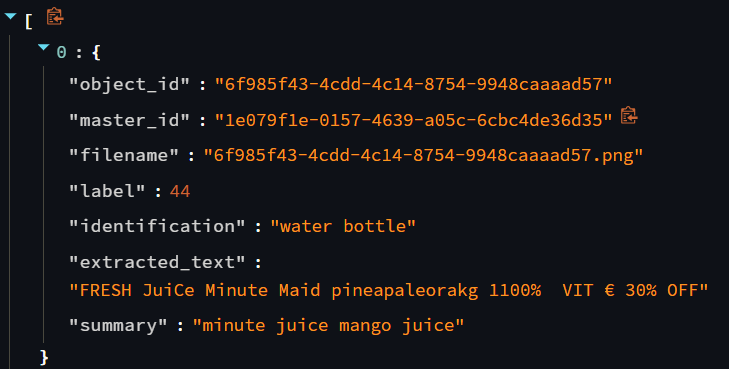 [
0 : {
"object_id" : "6f985f43-4cdd-4c14-8754-9948caaaad57"
"master_id" : "1e079f1e-0157-4639-a05c-6cbc4de36d35"
"filename" : "6f985f43-4cdd-4c14-8754-9948caaaad57.png"
"label" : 44
"identification" : "water bottle"
"extracted_text" :
"FRESH JuiCe Minute Maid pineapaleorakg 1100%  VIT € 30% OFF"
"summary" : "minute juice mango juice"
}